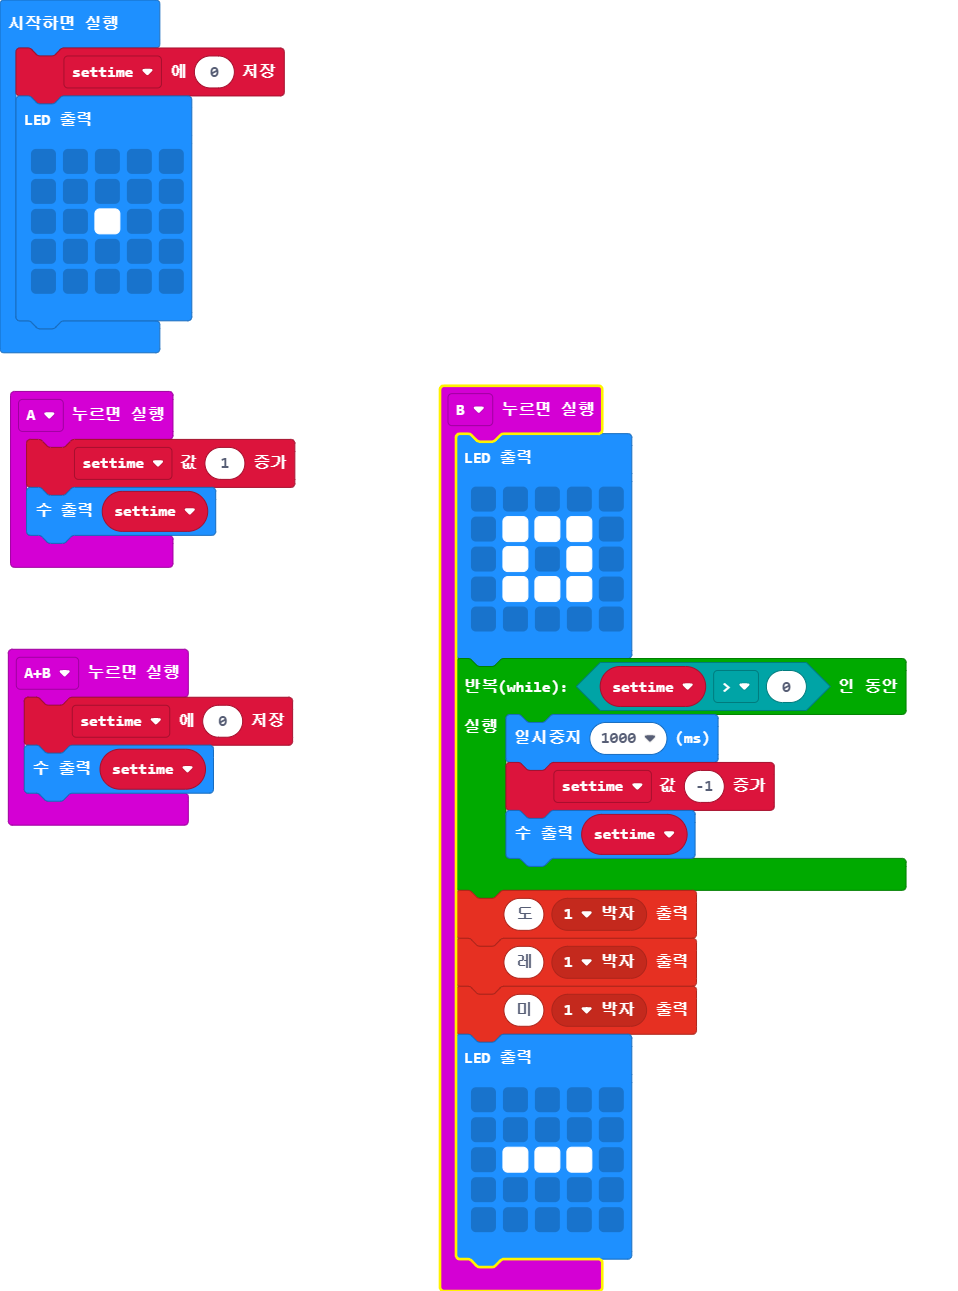 시작하면 실행
settime 에 0 저장
LED 출력
A 누르면 실행
settime 값 1 증가
수 출력 settime
A+B 누르면 실행
settime 에 0 저장
수 출력 settime
B 누르면 실행
LED 출력
반복(while): settime > 0 인 동안
실행 일시중지 1000 (ms)
settime 값 -1 증가
수 출력 settime
도 1 박자 출력
레 1 박자 출력
미 1 박자 출력
LED 출력